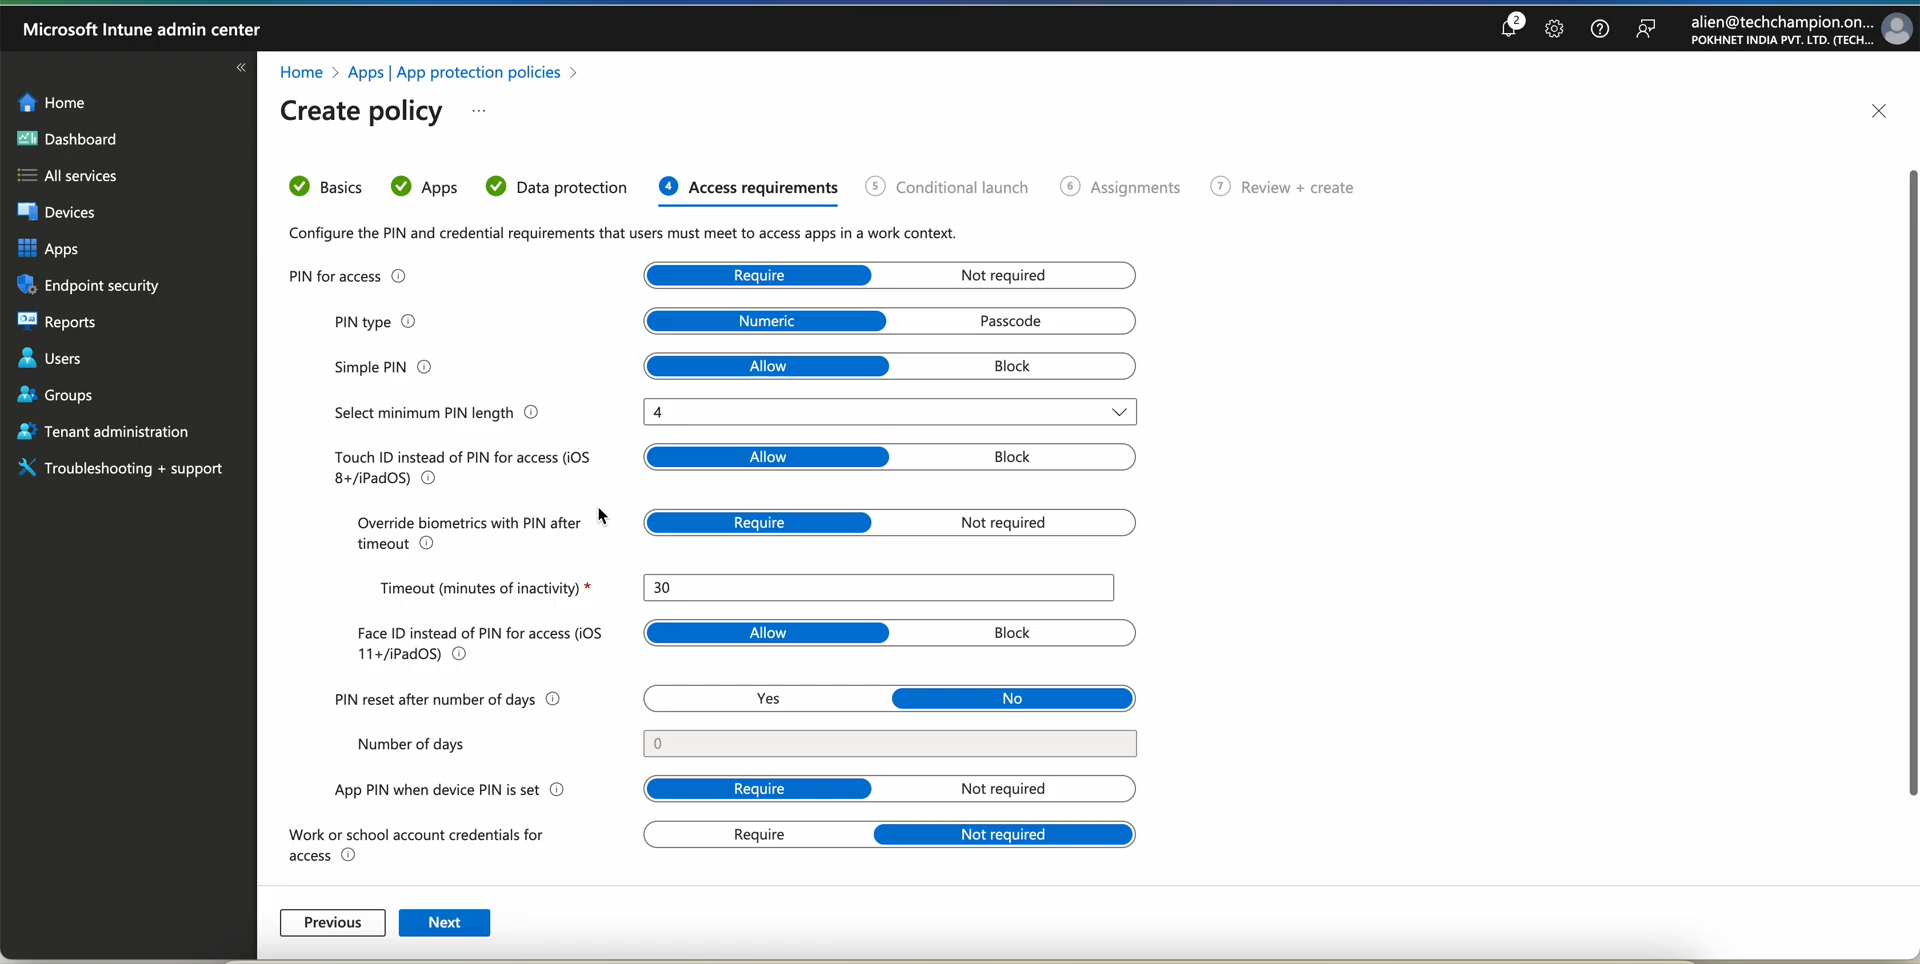 Microsoft Intune admin center
2
alien@techchampion.on...
POKHNET INDIA PVT. LTD. (TECH...
«
Home
Dashboard
All services
Devices
Apps
Endpoint security
Reports
Users
Groups
Tenant administration
Troubleshooting + support
Home > Apps | App protection policies >
Create policy ...
Basics
Apps
Data protection
4 Access requirements
5 Conditional launch
6 Assignments
7 Review + create
Configure the PIN and credential requirements that users must meet to access apps in a work context.
PIN for access Require Not required
PIN type Numeric Passcode
Simple PIN Allow Block
Select minimum PIN length 4
Touch ID instead of PIN for access (iOS
8+/iPadOS) Allow Block
Override biometrics with PIN after
timeout Require Not required
Timeout (minutes of inactivity) * 30
Face ID instead of PIN for access (iOS
11+/iPadOS) Allow Block
PIN reset after number of days Yes No
Number of days 0
App PIN when device PIN is set Require Not required
Work or school account credentials for
access Require Not required
Previous Next